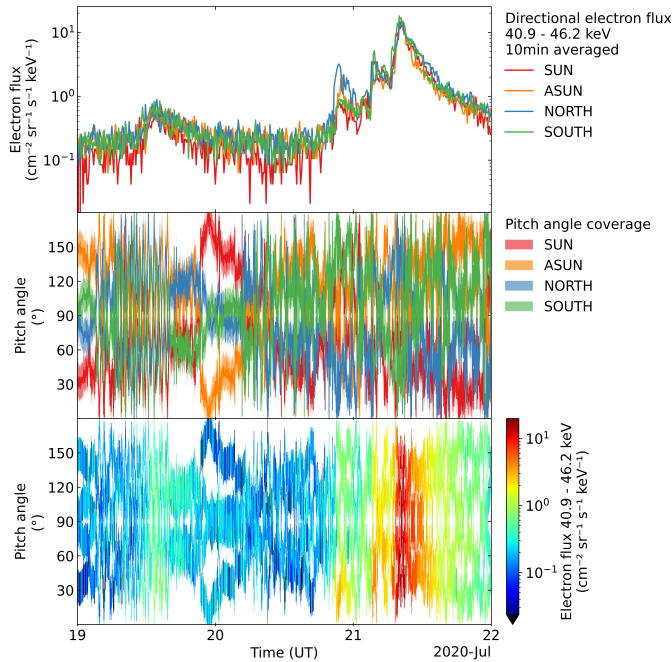 Directional electron flux
40.9 - 46.2 keV
10min averaged
SUN
ASUN
NORTH
SOUTH
10¹
10⁰
10⁻¹
Electron flux
(cm⁻² sr⁻¹ s⁻¹ keV⁻¹)
Pitch angle coverage
SUN
ASUN
NORTH
SOUTH
150
120
90
60
30
Pitch angle
(°)
150
120
90
60
30
Pitch angle
(°)
10¹
10⁰
10⁻¹
Electron flux 40.9 - 46.2 keV
(cm⁻² sr⁻¹ s⁻¹ keV⁻¹)
19
20
21
22
Time (UT)
2020-Jul